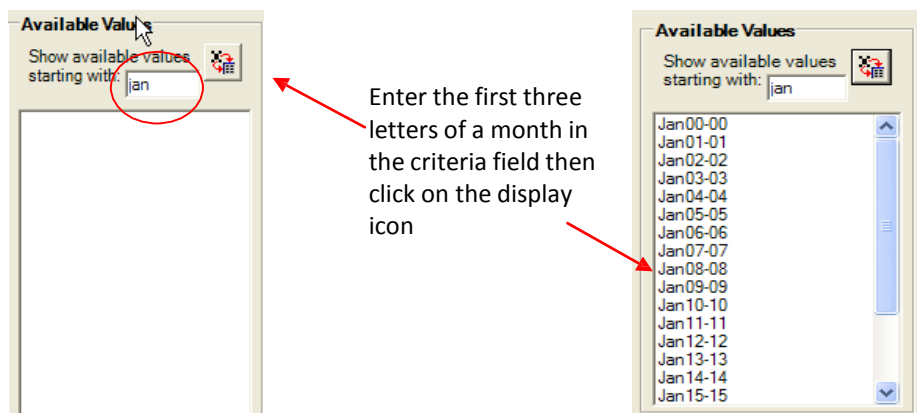 Available Values
Show available values
starting with: jan
Enter the first three
letters of a month in
the criteria field then
click on the display
icon
Available Values
Show available values
starting with: jan
Jan00-00
Jan01-01
Jan02-02
Jan03-03
Jan04-04
Jan05-05
Jan06-06
Jan07-07
Jan08-08
Jan09-09
Jan10-10
Jan11-11
Jan12-12
Jan13-13
Jan14-14
Jan15-15